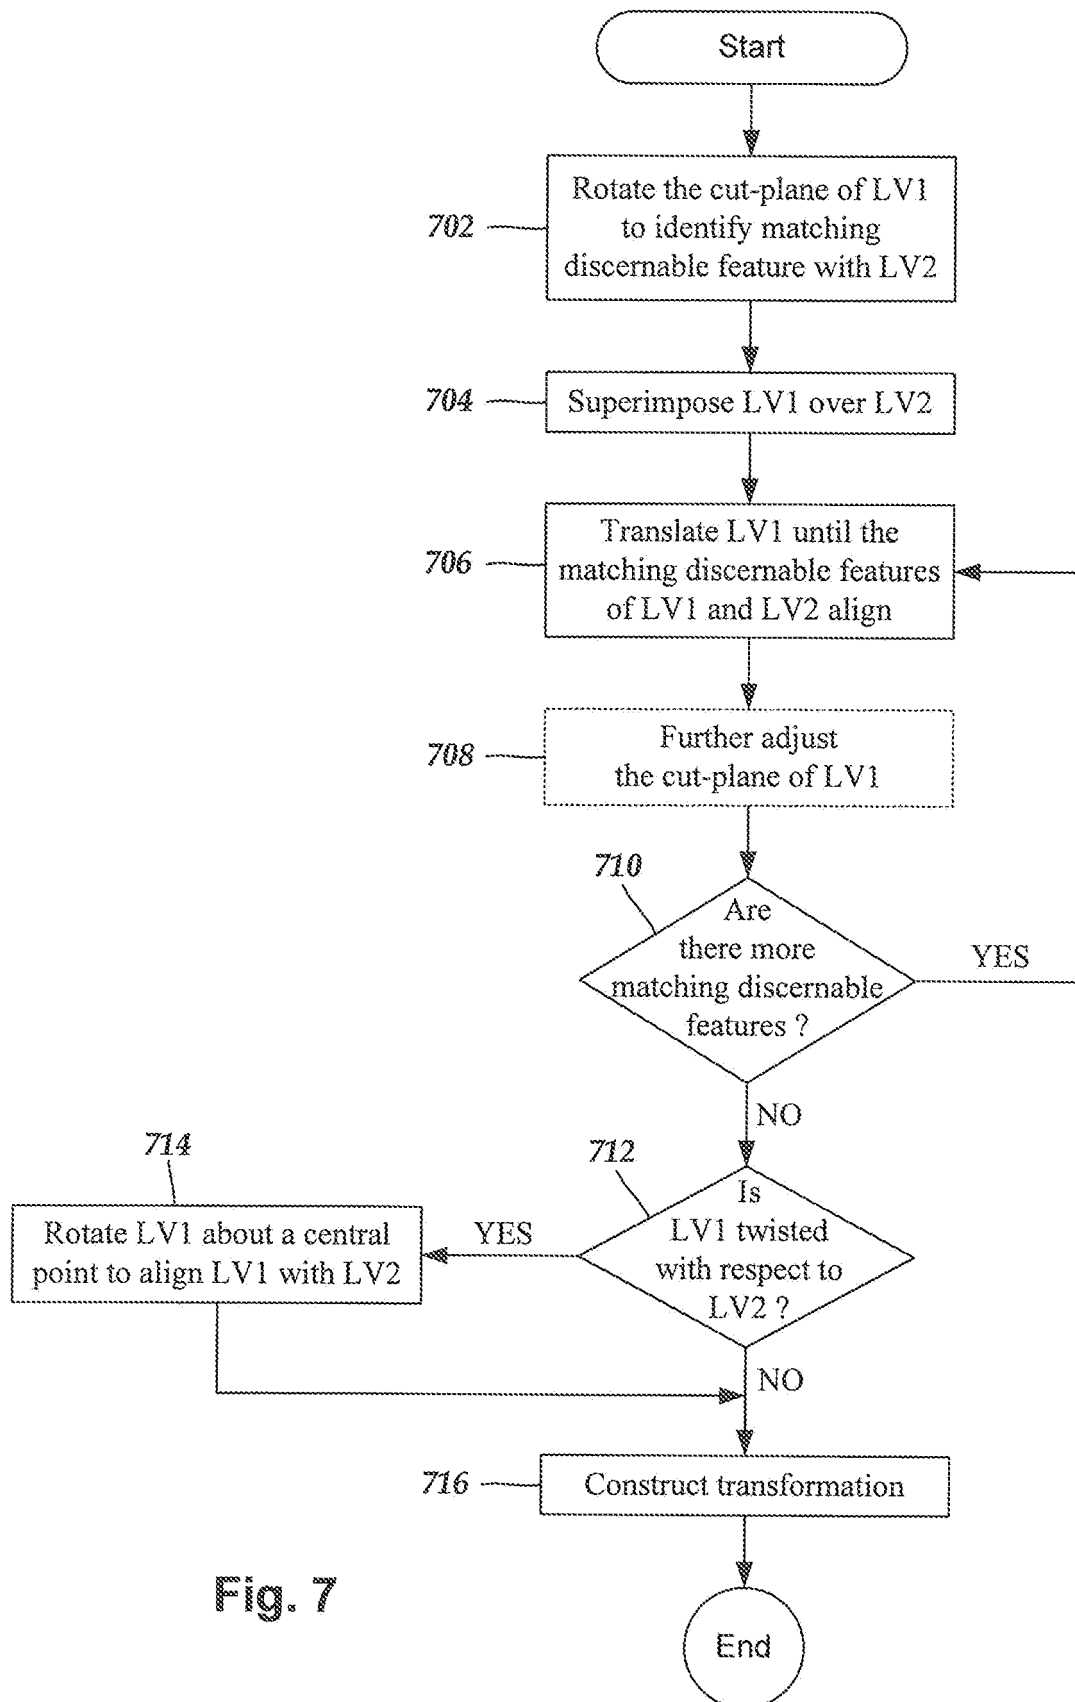 Start
702
Rotate the cut-plane of LV1
to identify matching
discernable feature with LV2
704
Superimpose LV1 over LV2
706
Translate LV1 until the
matching discernable features
of LV1 and LV2 align
708
Further adjust
the cut-plane of LV1
710
Are
there more
matching discernable
features ?
YES
NO
712
Is
LV1 twisted
with respect to
LV2 ?
YES
714
Rotate LV1 about a central
point to align LV1 with LV2
NO
716
Construct transformation
End
Fig. 7